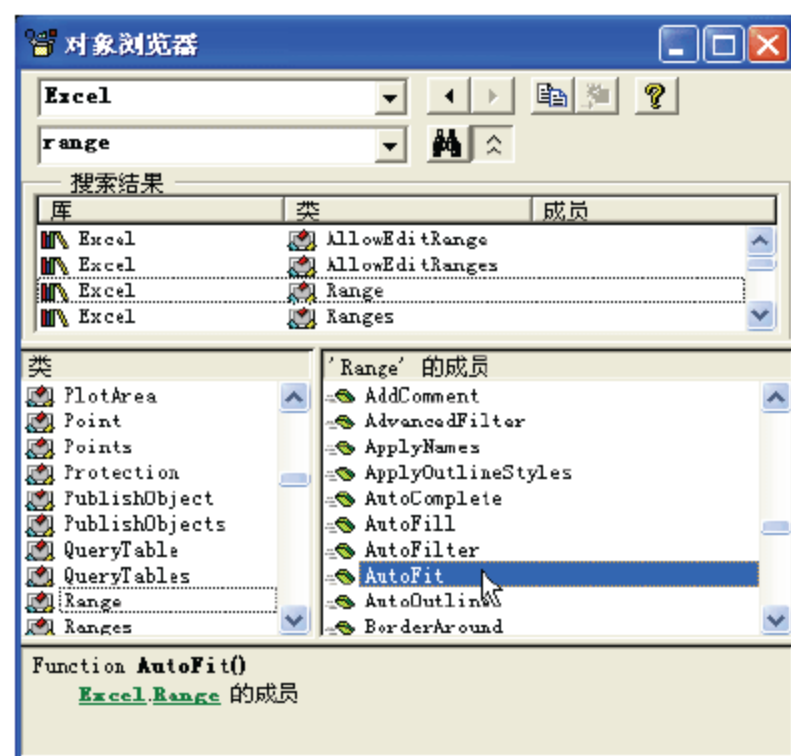 对象浏览器
Excel
range
搜索结果
库 类 成员
Excel AllowEditRange
Excel AllowEditRanges
Excel Range
Excel Ranges
类
PlotArea
Point
Points
Protection
PublishObject
PublishObjects
QueryTable
QueryTables
Range
Ranges
'Range' 的成员
AddComment
AdvancedFilter
ApplyNames
ApplyOutlineStyles
AutoComplete
AutoFill
AutoFilter
AutoFit
AutoOutline
BorderAround
Function AutoFit()
Excel.Range 的成员